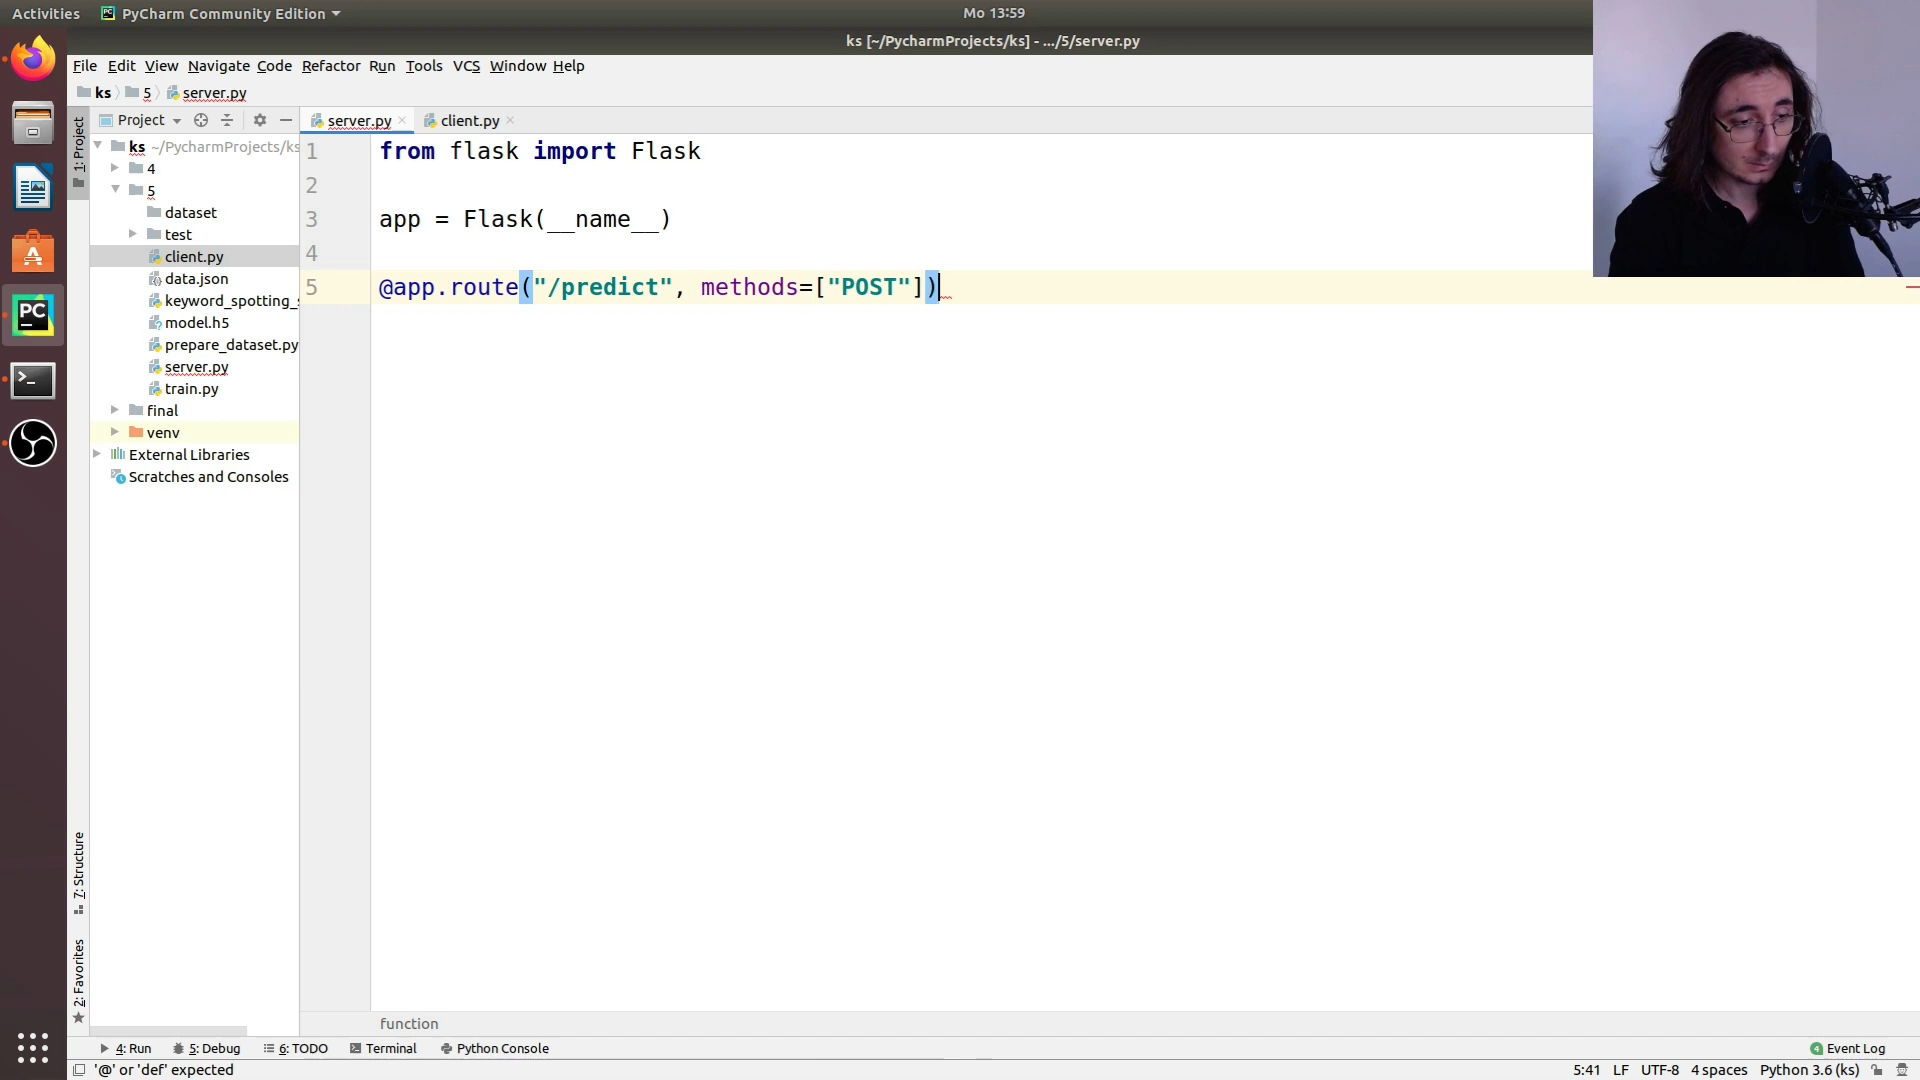 Activities
PyCharm Community Edition
Mo 13:59
ks [~/PycharmProjects/ks] - .../5/server.py
File Edit View Navigate Code Refactor Run Tools VCS Window Help
ks 5 server.py
Project
server.py
client.py
1: Project
ks ~/PycharmProjects/ks
4
5
dataset
test
client.py
data.json
keyword_spotting_s
model.h5
prepare_dataset.py
server.py
train.py
final
venv
External Libraries
Scratches and Consoles
1 from flask import Flask
2
3 app = Flask(__name__)
4
5 @app.route("/predict", methods=["POST"])
7: Structure
2: Favorites
function
4: Run 5: Debug 6: TODO Terminal Python Console
4 Event Log
'@' or 'def' expected
5:41 LF UTF-8 4 spaces Python 3.6 (ks)